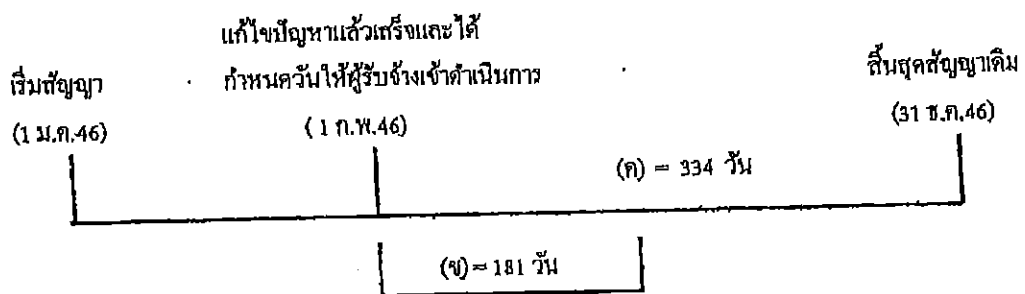 แก้ไขปัญหาแล้วเสร็จและได้
กำหนดวันให้ผู้รับจ้างเข้าดำเนินการ
เริ่มสัญญา
สิ้นสุดสัญญาเดิม
(1 ม.ค.46)
(1 ก.พ.46)
(31 ธ.ค.46)
(ค) = 334 วัน
(ข) = 181 วัน